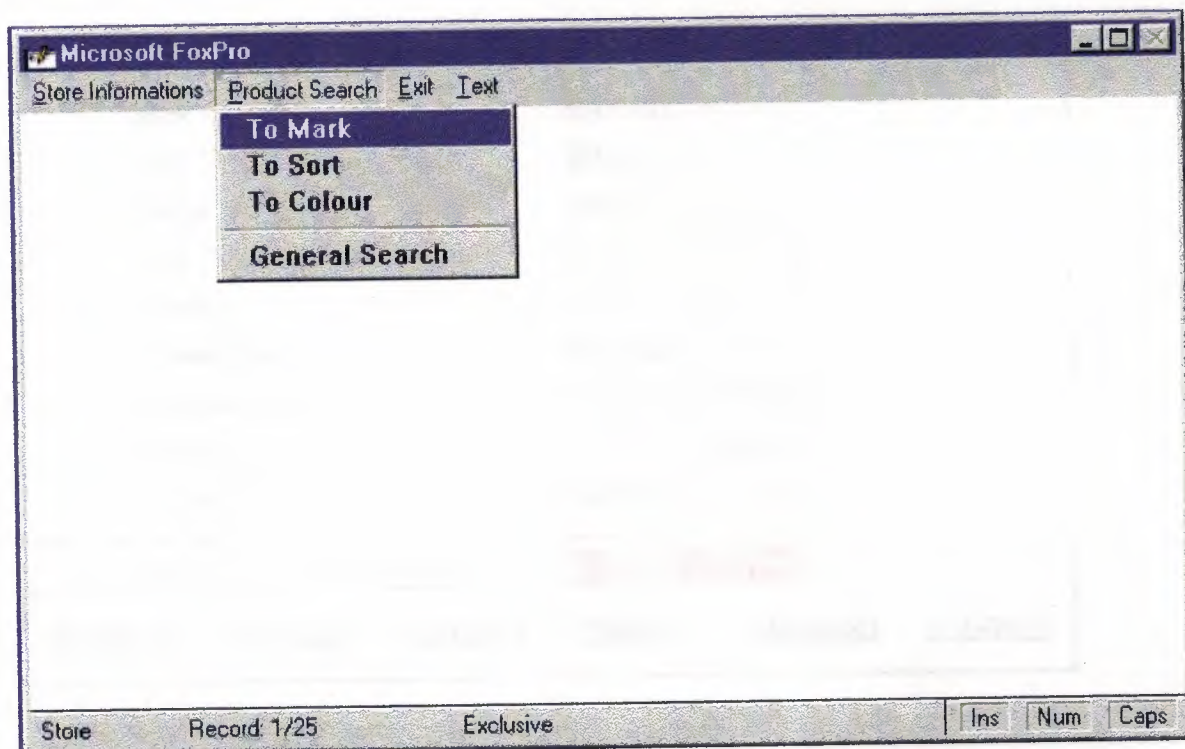 Microsoft FoxPro
Store Informations Product Search Exit Text
To Mark
To Sort
To Colour
General Search
Store Record: 1/25 Exclusive Ins Num Caps